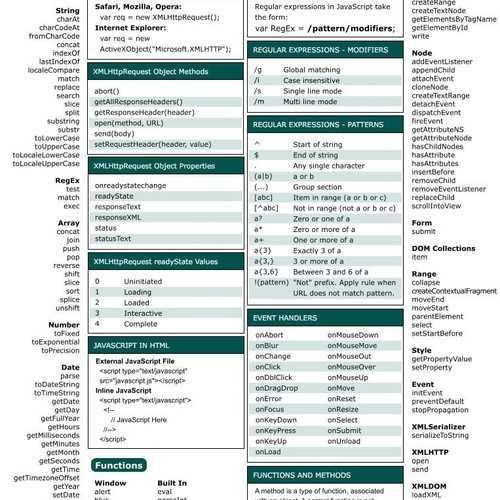 String
charAt
charCodeAt
fromCharCode
concat
indexOf
lastIndexOf
localeCompare
match
replace
search
slice
split
substring
substr
toLowerCase
toUpperCase
toLocaleLowerCase
toLocaleUpperCase
RegEx
test
match
exec
Array
concat
join
push
pop
reverse
shift
slice
sort
splice
unshift
Number
toFixed
toExponential
toPrecision
Date
parse
toDateString
toTimeString
getDate
getDay
getFullYear
getHours
getMilliseconds
getMinutes
getMonth
getSeconds
getTime
getTimezoneOffset
getYear
setDate
Safari, Mozilla, Opera:
var req = new XMLHttpRequest();
Internet Explorer:
var req = new
ActiveXObject("Microsoft.XMLHTTP");
XMLHttpRequest Object Methods
abort()
getAllResponseHeaders()
getResponseHeader(header)
open(method, URL)
send(body)
setRequestHeader(header, value)
XMLHttpRequest Object Properties
onreadystatechange
readyState
responseText
responseXML
status
statusText
XMLHttpRequest readyState Values
0 Uninitiated
1 Loading
2 Loaded
3 Interactive
4 Complete
JAVASCRIPT IN HTML
External JavaScript File
<script type="text/javascript"
src="javascript.js"></script>
Inline JavaScript
<script type="text/javascript">
<!--
// JavaScript Here
//-->
</script>
Functions
Window Built In
alert eval
blur parseInt
Regular expressions in JavaScript take
the form:
var RegEx = /pattern/modifiers;
REGULAR EXPRESSIONS - MODIFIERS
/g Global matching
/i Case insensitive
/s Single line mode
/m Multi line mode
REGULAR EXPRESSIONS - PATTERNS
^ Start of string
$ End of string
. Any single character
(a|b) a or b
(...) Group section
[abc] Item in range (a or b or c)
[^abc] Not in range (not a or b or c)
a? Zero or one of a
a* Zero or more of a
a+ One or more of a
a{3} Exactly 3 of a
a{3,} 3 or more of a
a{3,6} Between 3 and 6 of a
!(pattern) "Not" prefix. Apply rule when
URL does not match pattern.
EVENT HANDLERS
onAbort onMouseDown
onBlur onMouseMove
onChange onMouseOut
onClick onMouseOver
onDblClick onMouseUp
onDragDrop onMove
onError onReset
onFocus onResize
onKeyDown onSelect
onKeyPress onSubmit
onKeyUp onUnload
onLoad
FUNCTIONS AND METHODS
A method is a type of function, associated
with an object. A normal function is not
createRange
createTextNode
getElementsByTagName
getElementById
write
Node
addEventListener
appendChild
attachEvent
cloneNode
createTextRange
detachEvent
dispatchEvent
fireEvent
getAttributeNS
getAttributeNode
hasChildNodes
hasAttribute
hasAttributes
insertBefore
removeChild
removeEventListener
replaceChild
scrollIntoView
Form
submit
DOM Collections
item
Range
collapse
createContextualFragment
moveEnd
moveStart
parentElement
select
setStartBefore
Style
getPropertyValue
setProperty
Event
initEvent
preventDefault
stopPropagation
XMLSerializer
serializeToString
XMLHTTP
open
send
XMLDOM
loadXML